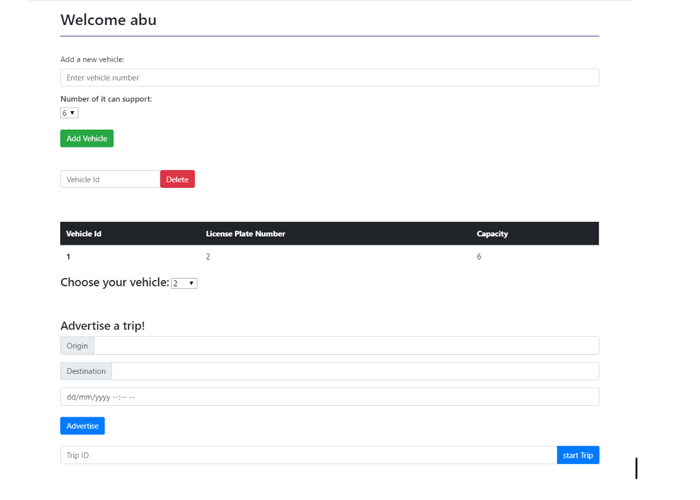 Welcome abu
Add a new vehicle:
Enter vehicle number
Number of it can support:
6
Add Vehicle
Vehicle Id Delete
Vehicle Id License Plate Number Capacity
1 2 6
Choose your vehicle: 2
Advertise a trip!
Origin
Destination
dd/mm/yyyy --:-- --
Advertise
Trip ID start Trip